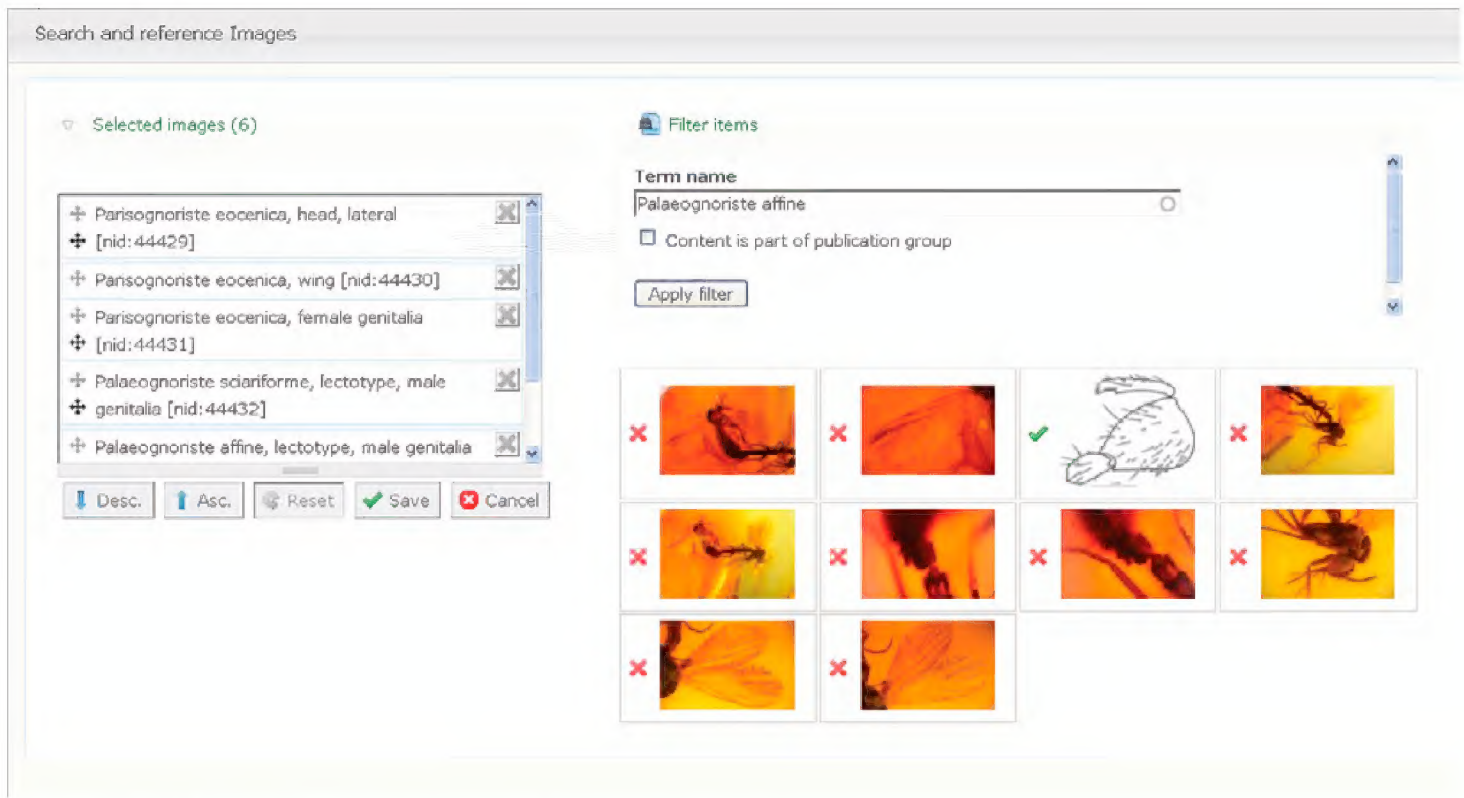 Search and reference Images
Selected images (6)
Parisognoriste eocenica, head, lateral
[nid:44429]
Parisognoriste eocenica, wing [nid:44430]
Parisognoriste eocenica, female genitalia
[nid:44431]
Palaeognoriste sciariforme, lectotype, male
genitalia [nid:44432]
Palaeognoriste affine, lectotype, male genitalia
Desc.
Asc.
Reset
Save
Cancel
Filter items
Term name
Palaeognoriste affine
Content is part of publication group
Apply filter